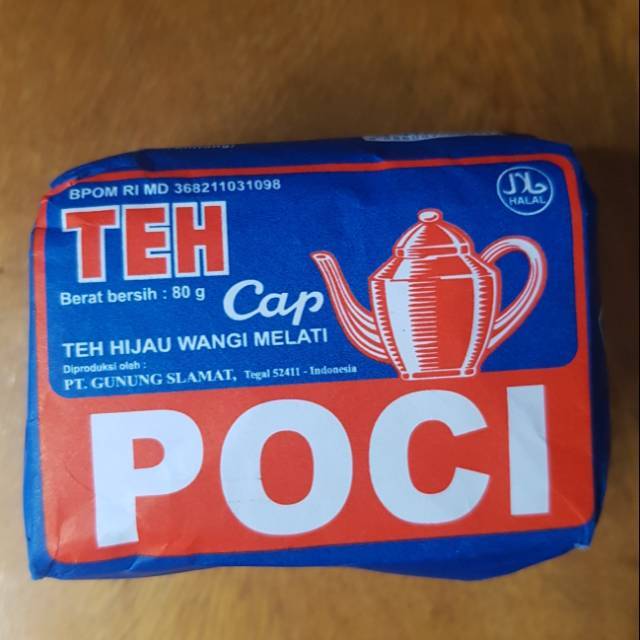 BPOM RI MD 368211031098
حلال
HALAL
TEH
Berat bersih : 80 g
Cap
TEH HIJAU WANGI MELATI
Diproduksi oleh :
PT. GUNUNG SLAMAT, Tegal 52411 - Indonesia
POCI